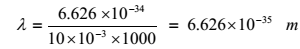 λ = 6.626 ×10⁻³⁴ / 10×10⁻³ ×1000 = 6.626×10⁻³⁵ m